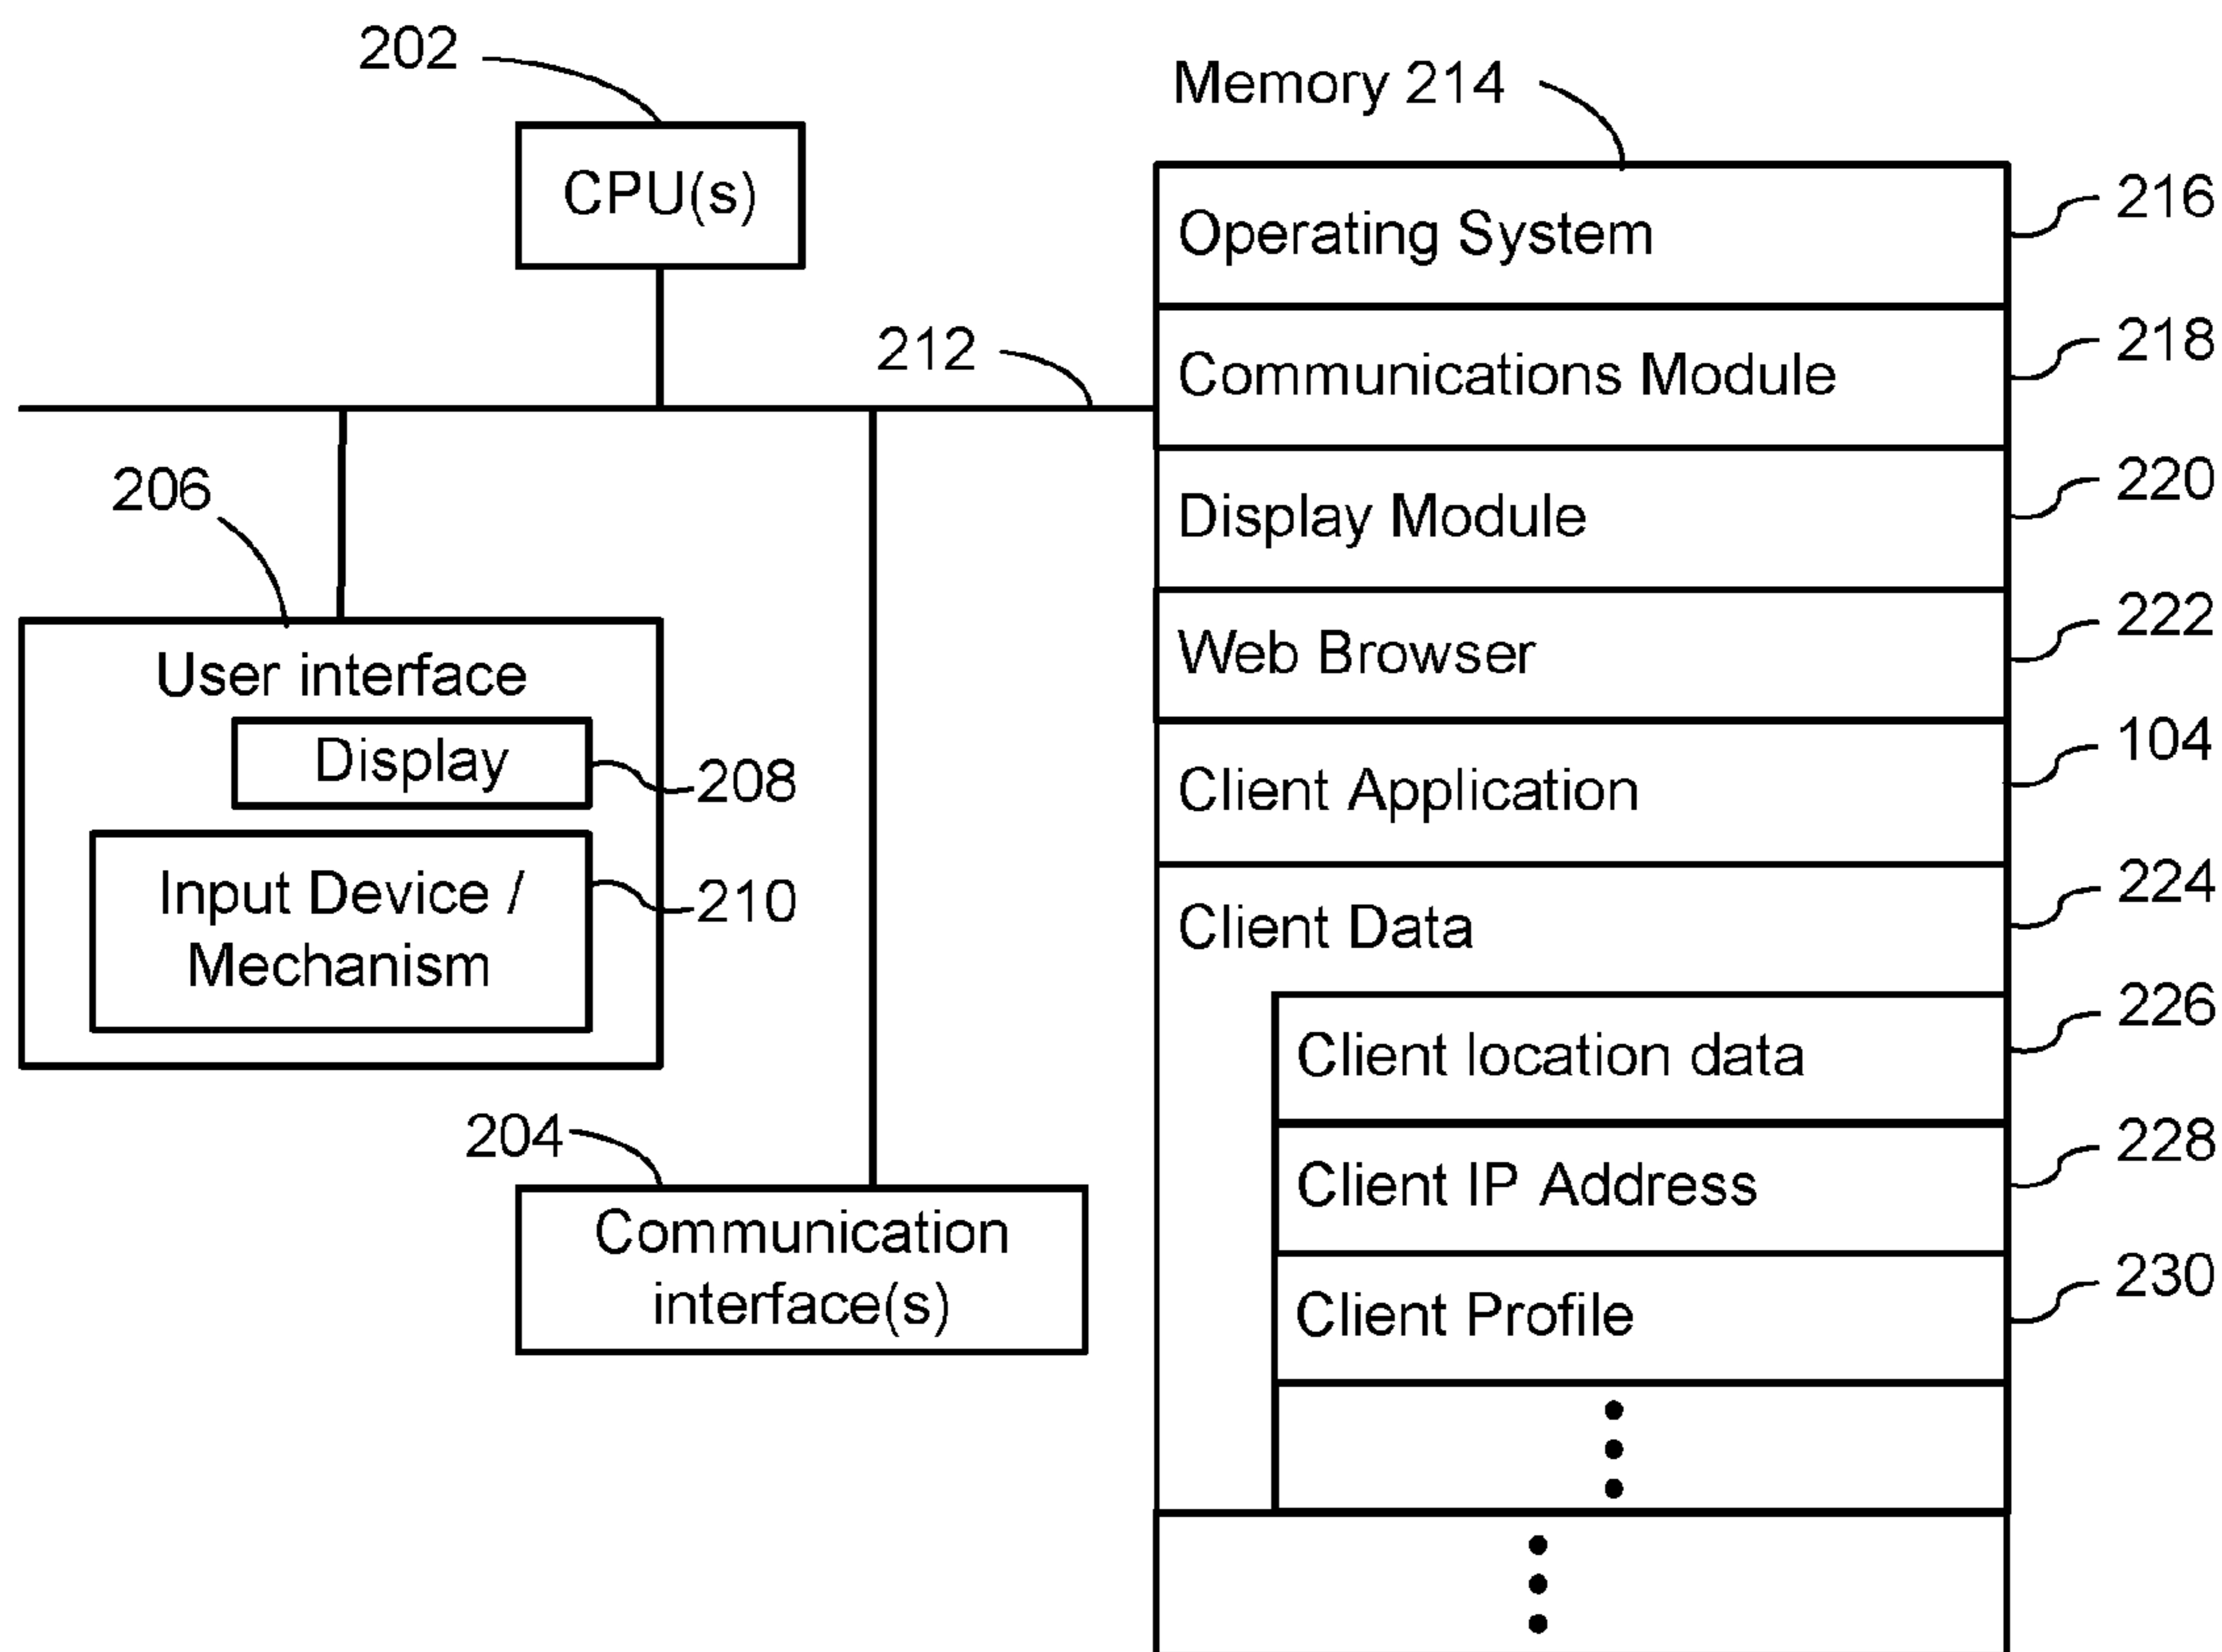 202
CPU(s)
212
206
User interface
Display
208
Input Device /
Mechanism
210
204
Communication
interface(s)
Memory 214
Operating System
216
Communications Module
218
Display Module
220
Web Browser
222
Client Application
104
Client Data
224
Client location data
226
Client IP Address
228
Client Profile
230